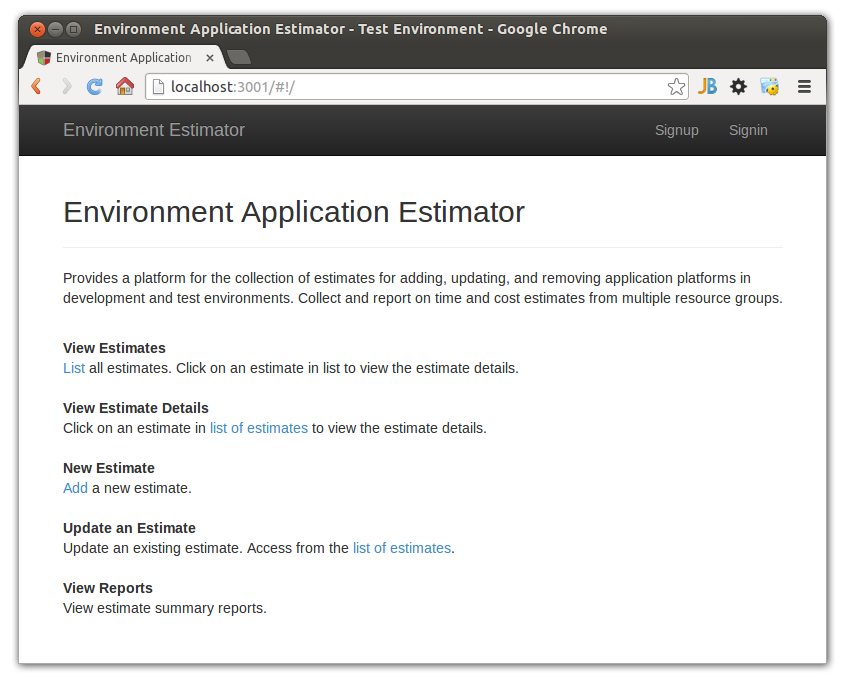 Environment Application Estimator - Test Environment - Google Chrome
Environment Application
localhost:3001/#!/
JB
Environment Estimator
Signup
Signin
Environment Application Estimator
Provides a platform for the collection of estimates for adding, updating, and removing application platforms in
development and test environments. Collect and report on time and cost estimates from multiple resource groups.
View Estimates
List all estimates. Click on an estimate in list to view the estimate details.
View Estimate Details
Click on an estimate in list of estimates to view the estimate details.
New Estimate
Add a new estimate.
Update an Estimate
Update an existing estimate. Access from the list of estimates.
View Reports
View estimate summary reports.